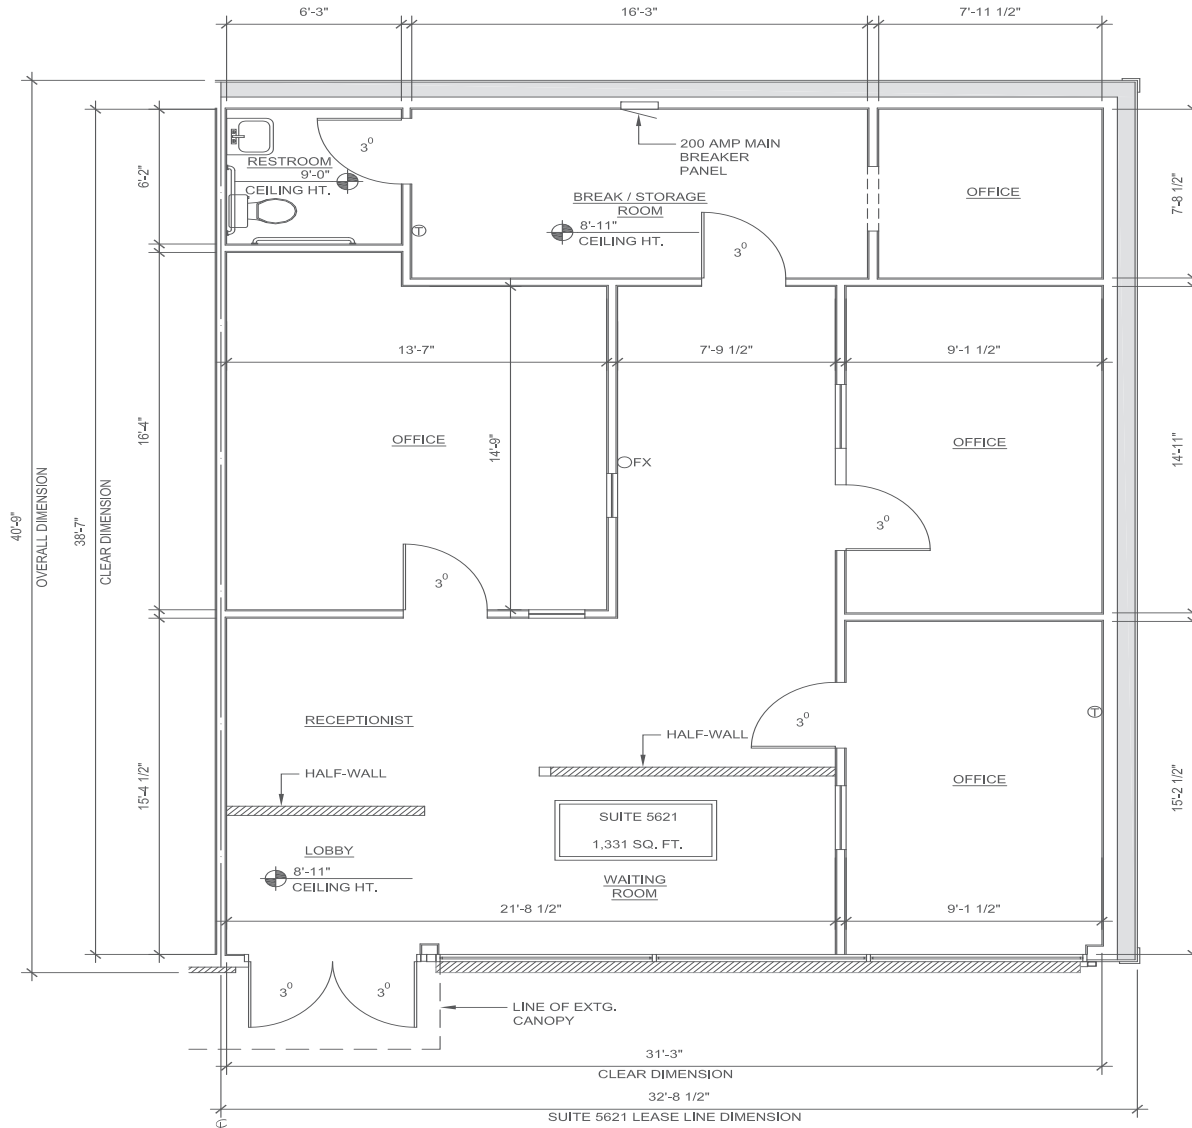 6'-3"
16'-3"
7'-11 1/2"
200 AMP MAIN
BREAKER
PANEL
3⁰
RESTROOM
9'-0"
CEILING HT.
6'-2"
BREAK / STORAGE
ROOM
8'-11"
CEILING HT.
OFFICE
7'-8 1/2"
T
3⁰
13'-7"
7'-9 1/2"
9'-1 1/2"
OFFICE
16'-4"
14'-9"
FX
OFFICE
14'-11"
40'-9"
OVERALL DIMENSION
38'-7"
CLEAR DIMENSION
3⁰
3⁰
RECEPTIONIST
3⁰
T
HALF-WALL
HALF-WALL
OFFICE
15'-4 1/2"
15'-2 1/2"
SUITE 5621
1,331 SQ. FT.
LOBBY
8'-11"
CEILING HT.
WAITING
ROOM
21'-8 1/2"
9'-1 1/2"
3⁰
3⁰
LINE OF EXTG.
CANOPY
31'-3"
CLEAR DIMENSION
32'-8 1/2"
SUITE 5621 LEASE LINE DIMENSION